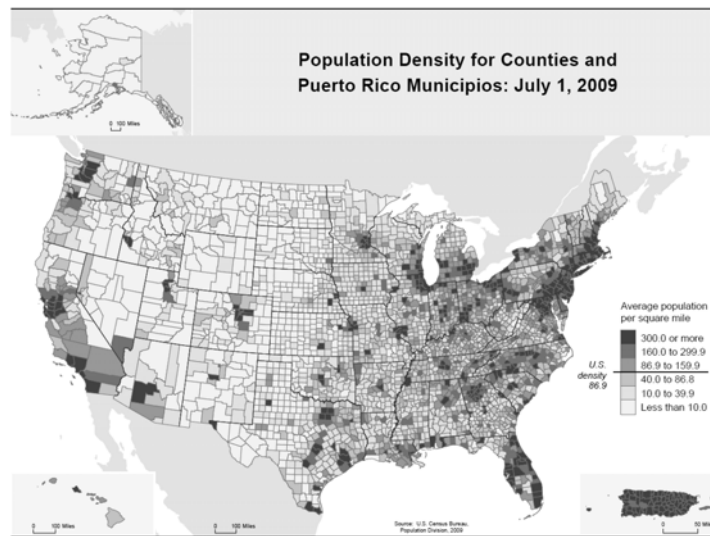 Population Density for Counties and
Puerto Rico Municipios: July 1, 2009
0 100 Miles
Average population
per square mile
300.0 or more
160.0 to 299.9
86.9 to 159.9
U.S.
density
86.9
40.0 to 86.8
10.0 to 39.9
Less than 10.0
0 100 Miles
0 100 Miles
Source: U.S. Census Bureau,
Population Division, 2009
0 50 Mi